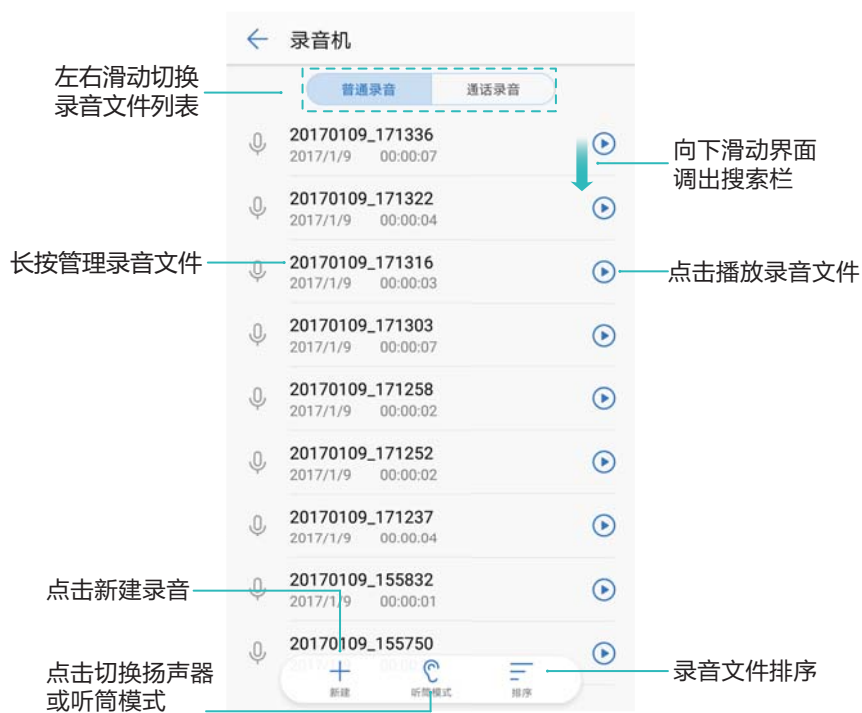 录音机
左右滑动切换
录音文件列表
普通录音 通话录音
20170109_171336
2017/1/9 00:00:07
向下滑动界面
调出搜索栏
20170109_171322
2017/1/9 00:00:04
长按管理录音文件
20170109_171316
2017/1/9 00:00:03
点击播放录音文件
20170109_171303
2017/1/9 00:00:07
20170109_171258
2017/1/9 00:00:02
20170109_171252
2017/1/9 00:00:02
20170109_171237
2017/1/9 00.00.04
点击新建录音
20170109_155832
2017/1/9 00:00:01
20170109_155750
点击切换扬声器
或听筒模式
新建 听筒模式 排序
录音文件排序